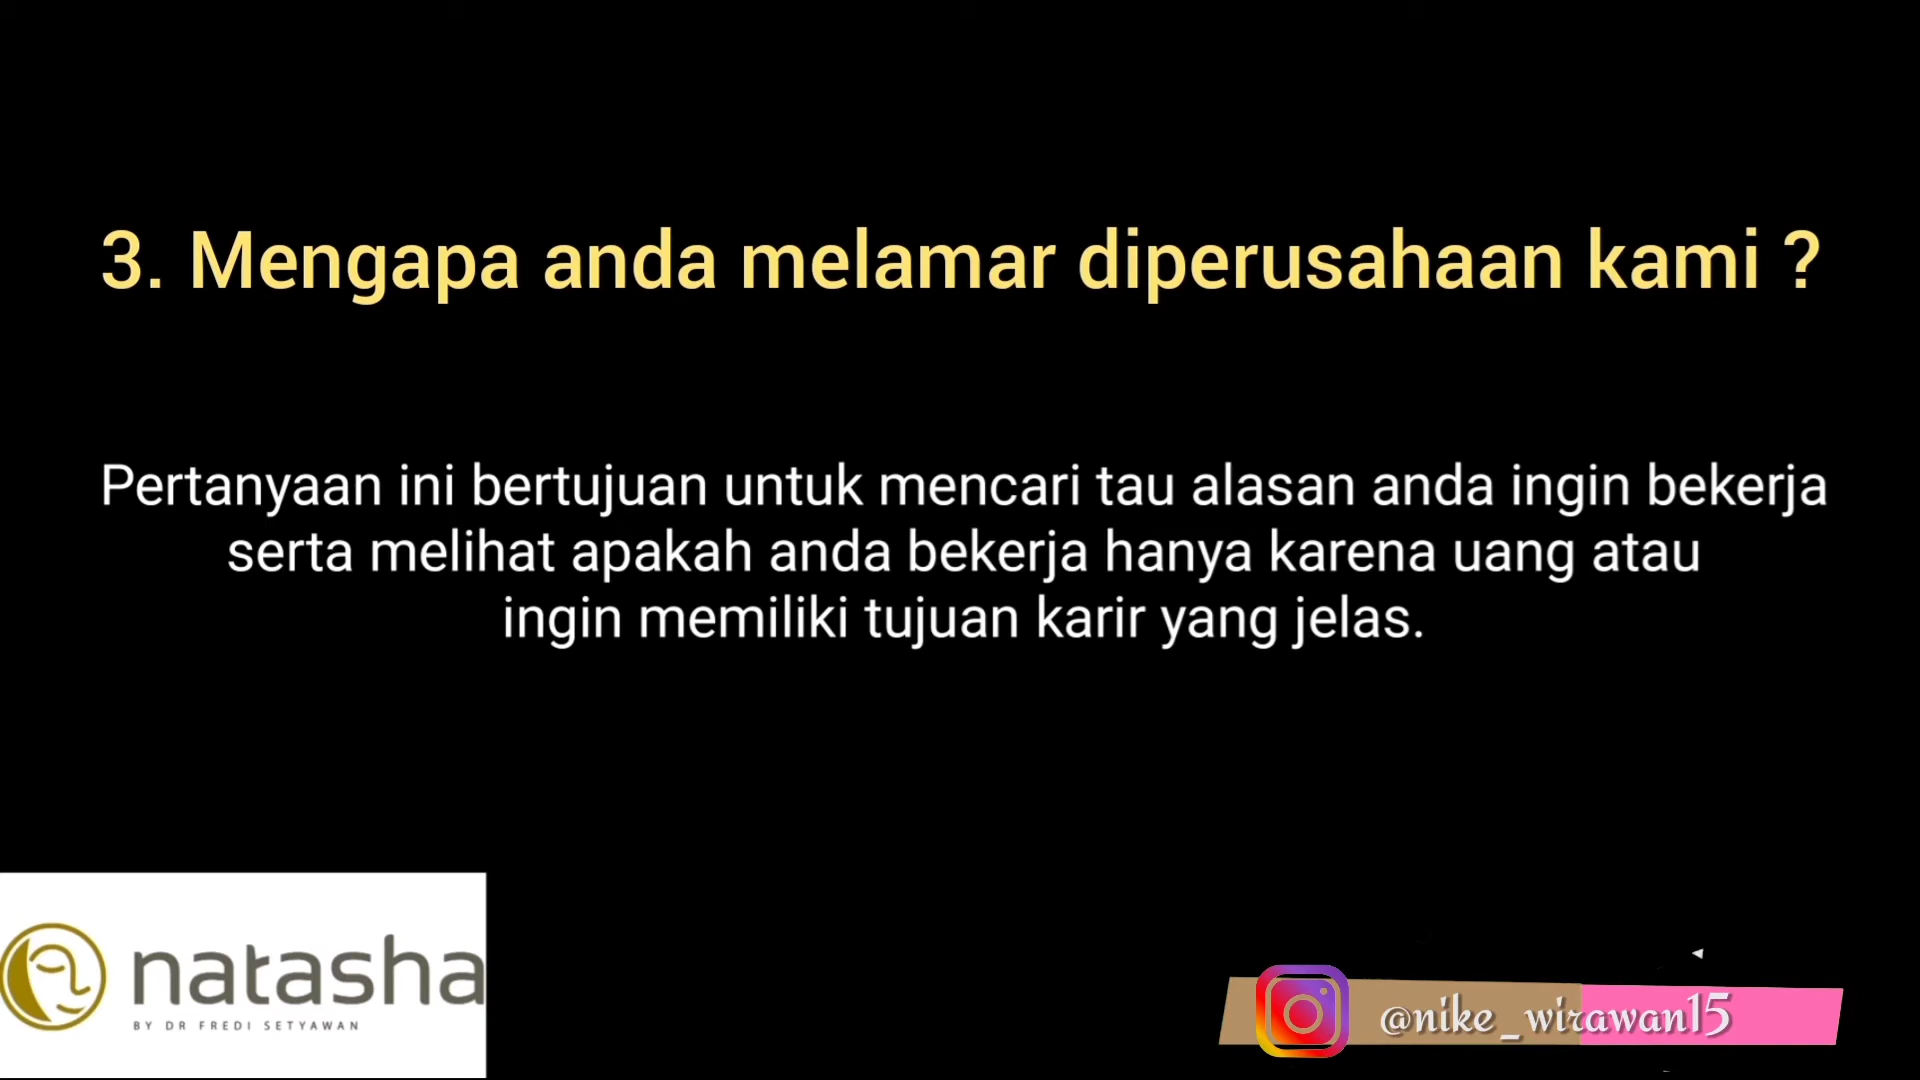 3. Mengapa anda melamar diperusahaan kami ?
Pertanyaan ini bertujuan untuk mencari tau alasan anda ingin bekerja
serta melihat apakah anda bekerja hanya karena uang atau
ingin memiliki tujuan karir yang jelas.
natasha
BY DR FREDI SETYAWAN
@nike_wirawan15